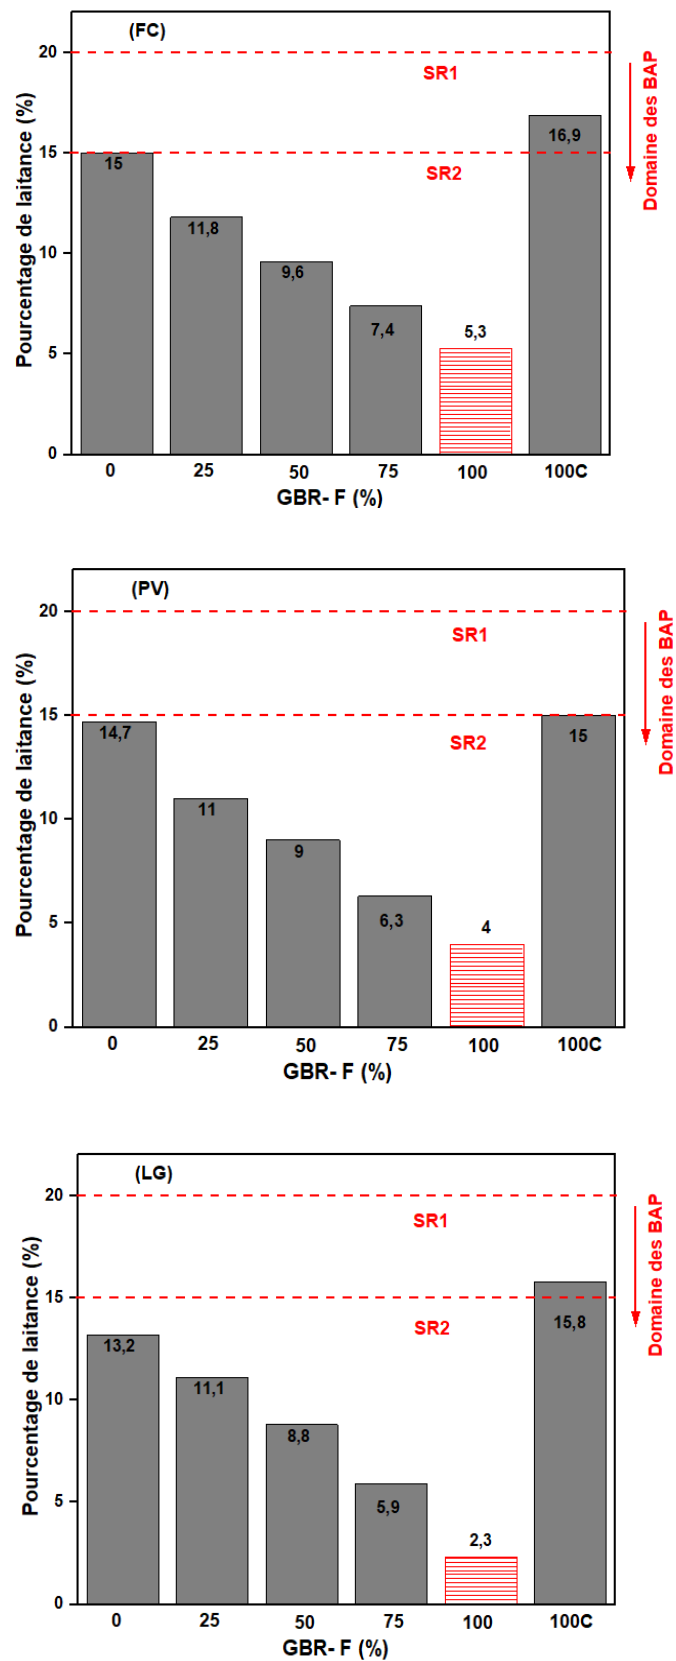 (FC)
20
SR1
15
SR2
10
5
0
Pourcentage de laitance (%)
15
11,8
9,6
7,4
5,3
16,9
0 25 50 75 100 100C
GBR- F (%)
Domaine des BAP
(PV)
20
SR1
15
SR2
10
5
0
Pourcentage de laitance (%)
14,7
11
9
6,3
4
15
0 25 50 75 100 100C
GBR- F (%)
Domaine des BAP
(LG)
20
SR1
15
SR2
10
5
0
Pourcentage de laitance (%)
13,2
11,1
8,8
5,9
2,3
15,8
0 25 50 75 100 100C
GBR- F (%)
Domaine des BAP